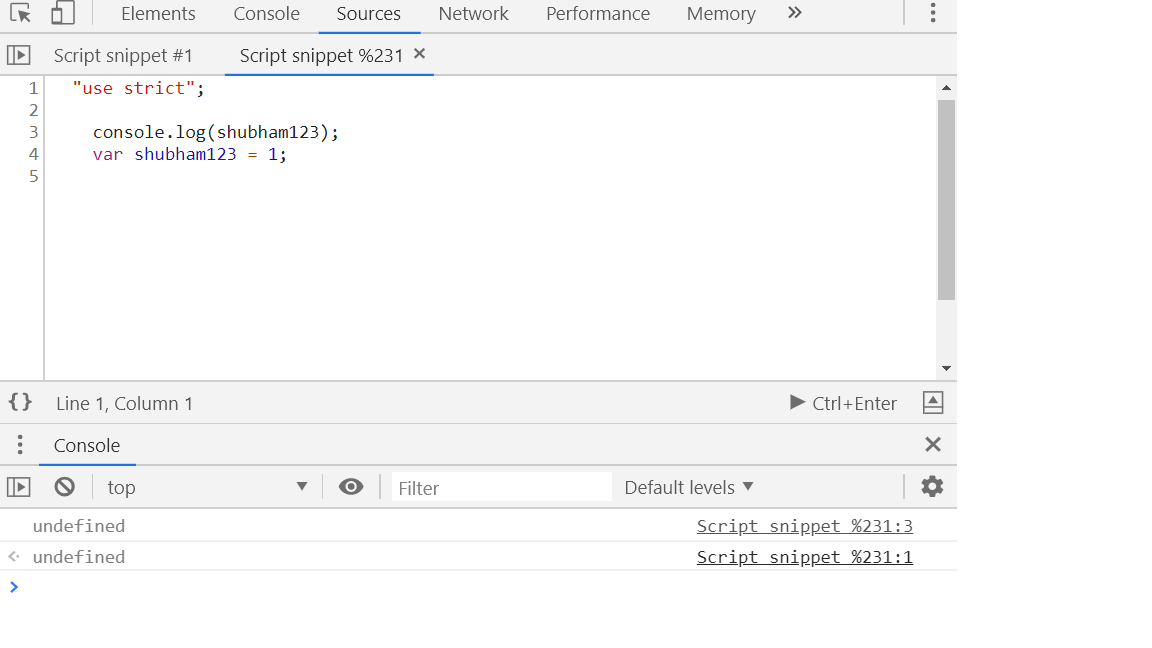 Elements Console Sources Network Performance Memory »
Script snippet #1 Script snippet %231 ×
1 "use strict";
2
3 console.log(shubham123);
4 var shubham123 = 1;
5
{} Line 1, Column 1 Ctrl+Enter
Console ×
top Filter Default levels
undefined Script snippet %231:3
undefined Script snippet %231:1
>